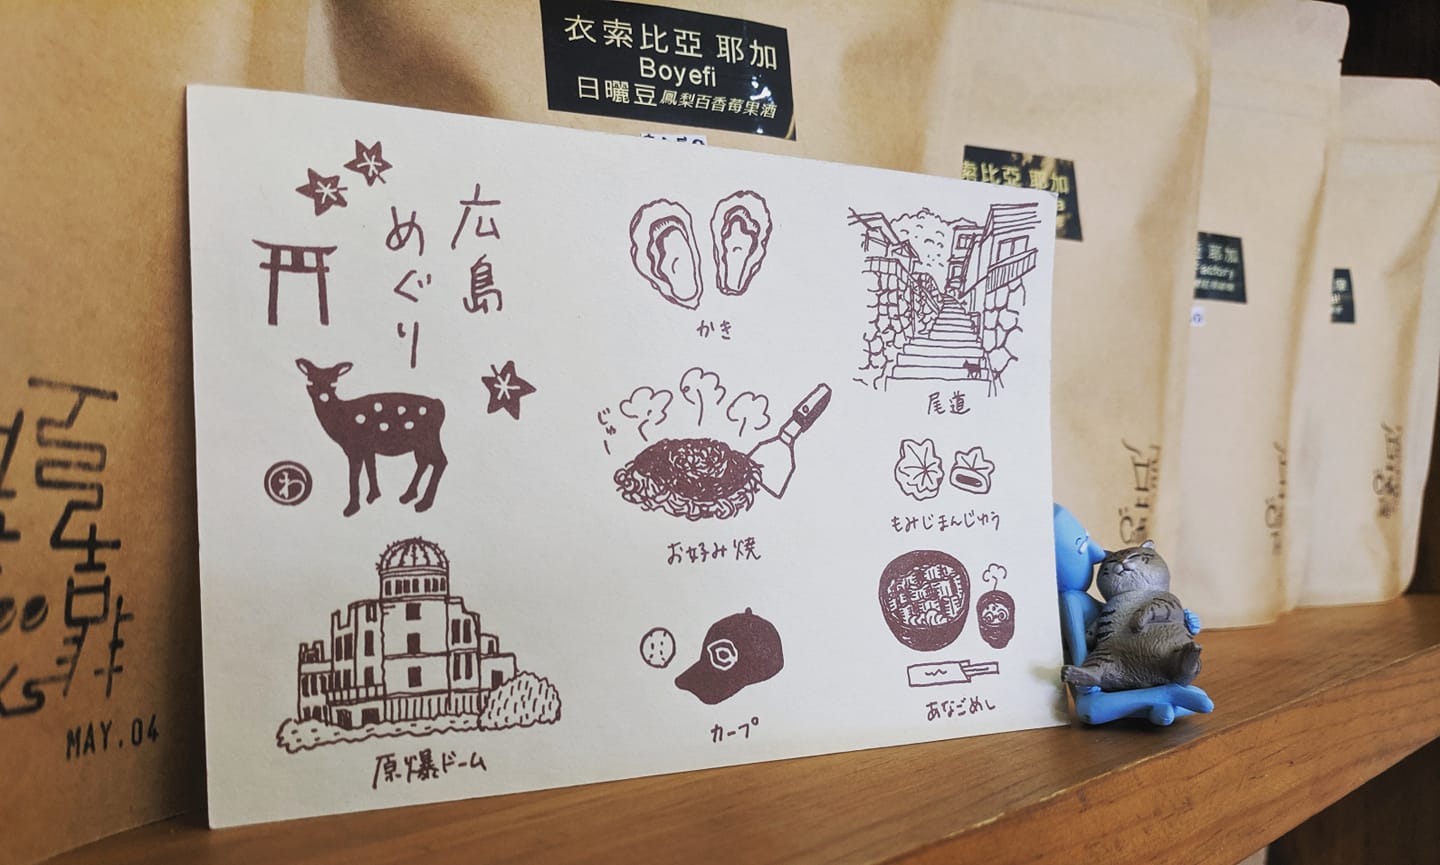 衣索比亞 耶加
Boyefi
日曬豆 鳳梨百香莓果酒
索比亞 耶加
耶加
Factory
広島
めぐり
わ
かき
尾道
じゅー
お好み焼
もみじまんじゅう
原爆ドーム
C
カープ
あなごめし
MAY.04